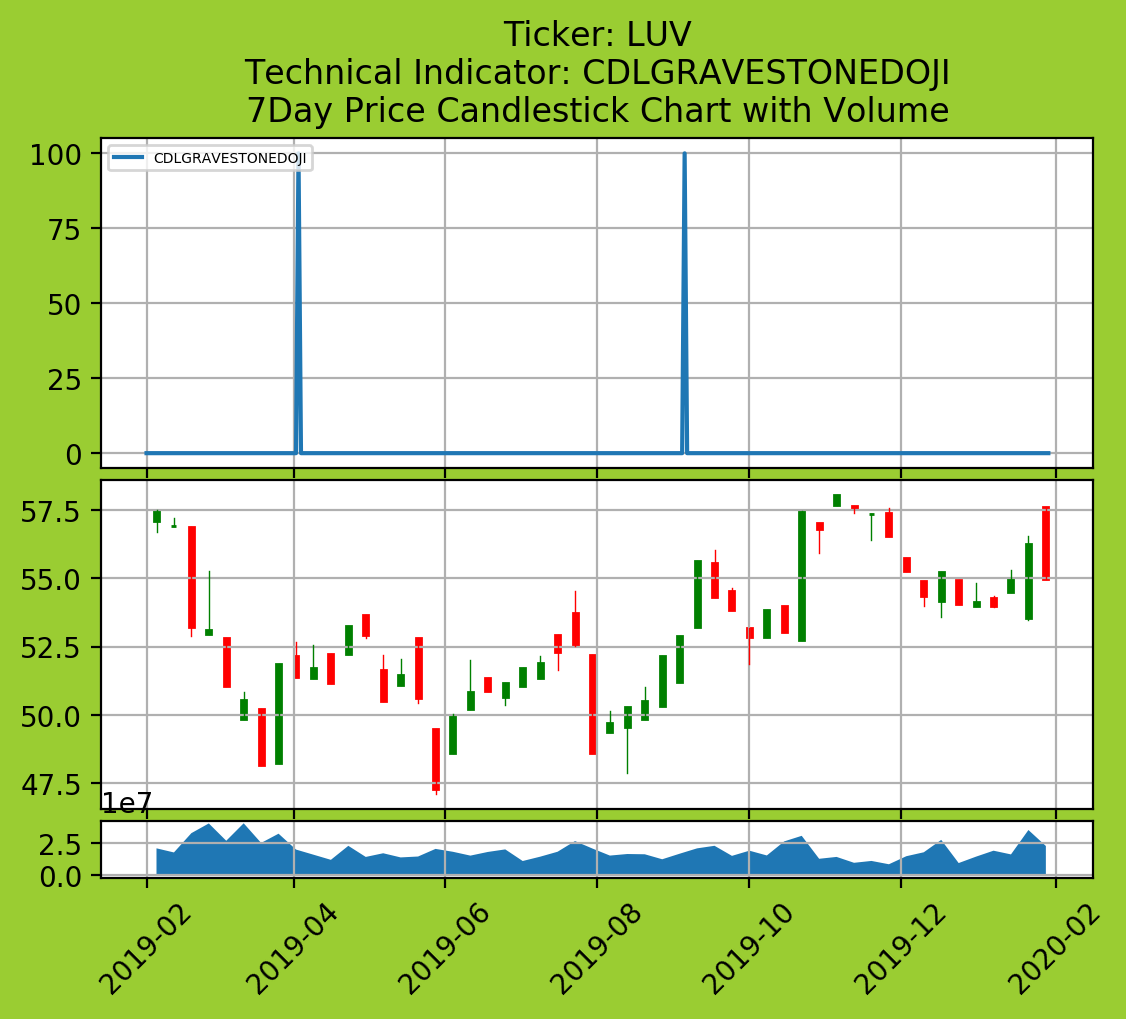 Ticker: LUV
Technical Indicator: CDLGRAVESTONEDOJI
7Day Price Candlestick Chart with Volume
CDLGRAVESTONEDOJI
100
75
50
25
0
57.5
55.0
52.5
50.0
47.5
1e7
2.5
0.0
2019-02 2019-04 2019-06 2019-08 2019-10 2019-12 2020-02